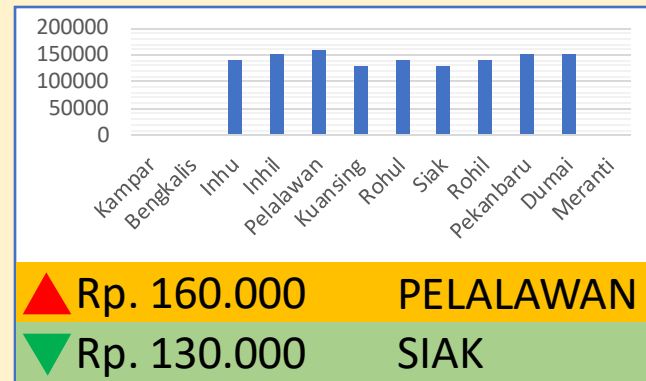 200000
150000
100000
50000
0
Kampar
Bengkalis
Inhu
Inhil
Pelalawan
Kuansing
Rohul
Siak
Rohil
Pekanbaru
Dumai
Meranti
Rp. 160.000 PELALAWAN
Rp. 130.000 SIAK